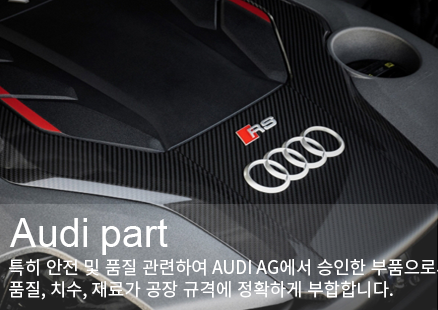 RS
Audi part
특히 안전 및 품질 관련하여 AUDI AG에서 승인한 부품으로
품질, 치수, 재료가 공장 규격에 정확하게 부합합니다.